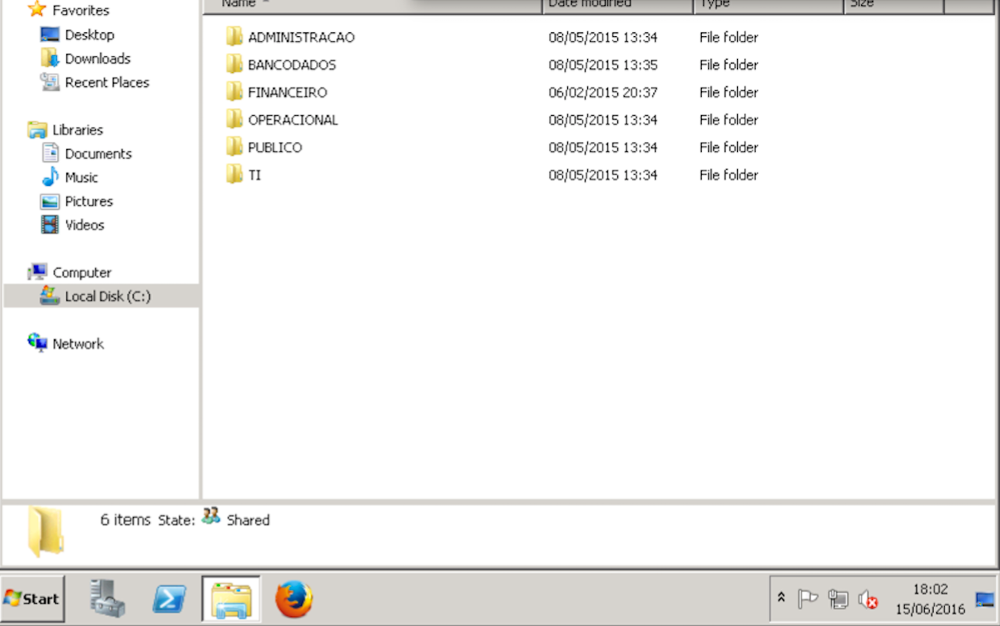 Name Date modified Type Size
Favorites
Desktop
Downloads
Recent Places
Libraries
Documents
Music
Pictures
Videos
Computer
Local Disk (C:)
Network
ADMINISTRACAO 08/05/2015 13:34 File folder
BANCODADOS 08/05/2015 13:35 File folder
FINANCEIRO 06/02/2015 20:37 File folder
OPERACIONAL 08/05/2015 13:34 File folder
PUBLICO 08/05/2015 13:34 File folder
TI 08/05/2015 13:34 File folder
6 items State: Shared
Start
18:02
15/06/2016